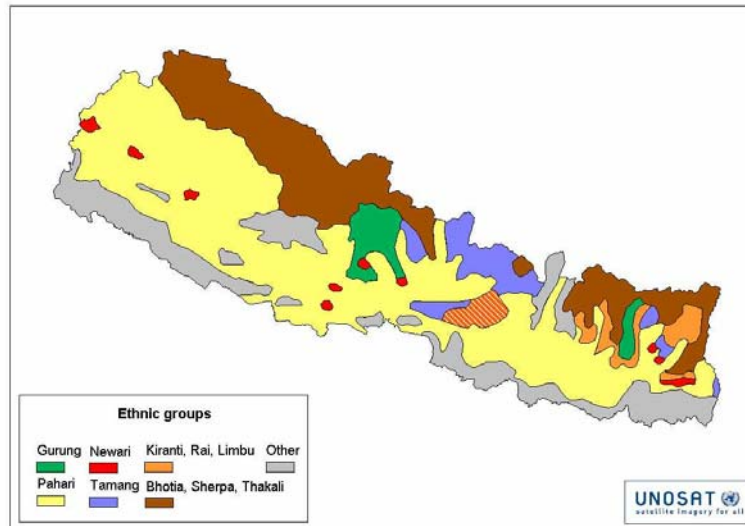 Ethnic groups
Gurung Newari Kiranti, Rai, Limbu Other
Pahari Tamang Bhotia, Sherpa, Thakali
UNOSAT
satellite imagery for all